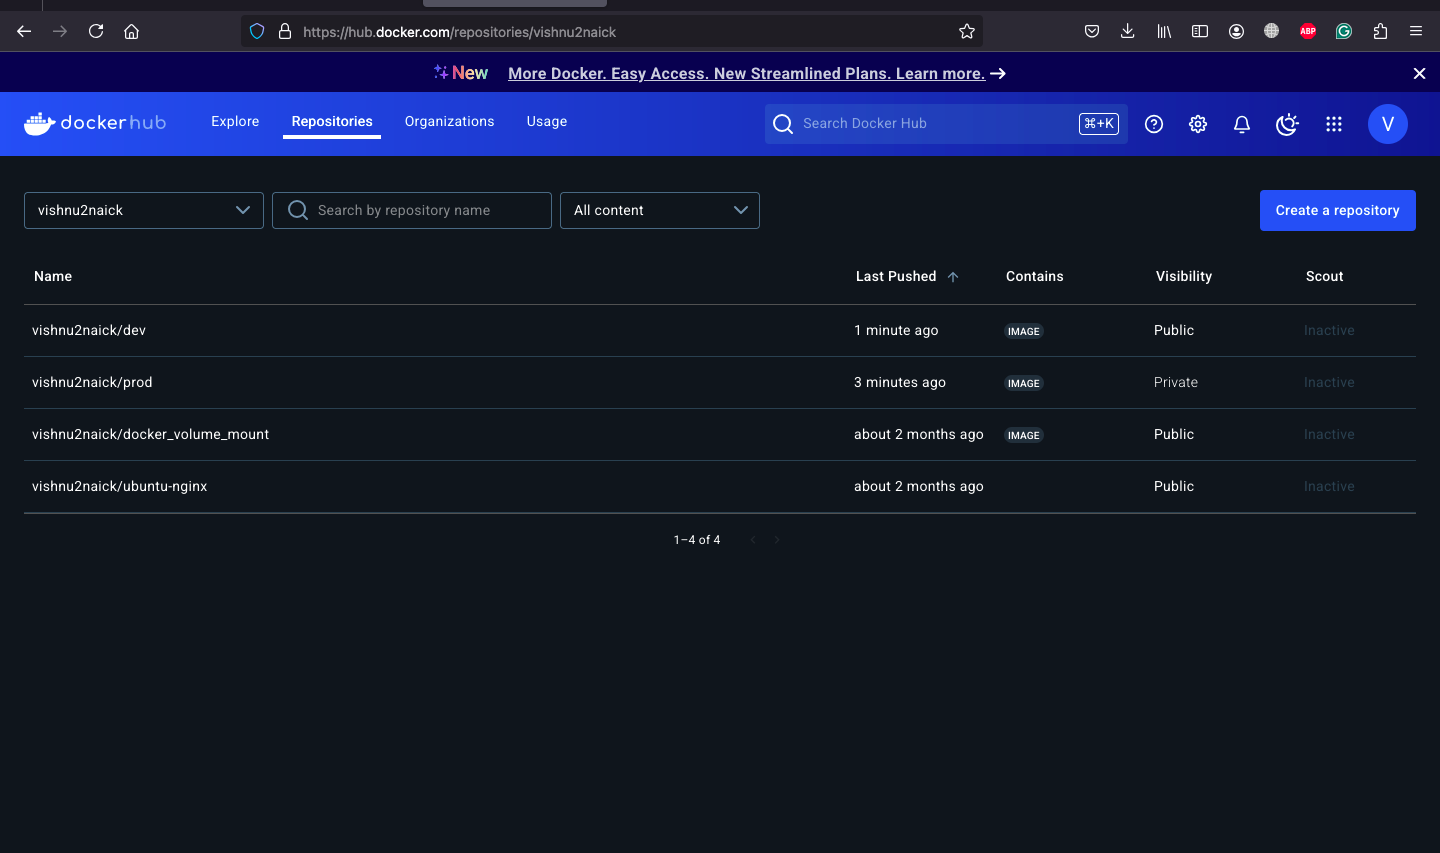 https://hub.docker.com/repositories/vishnu2naick
ABP
New More Docker. Easy Access. New Streamlined Plans. Learn more.
dockerhub Explore Repositories Organizations Usage Search Docker Hub ⌘+K V
vishnu2naick Search by repository name All content Create a repository
Name Last Pushed Contains Visibility Scout
vishnu2naick/dev 1 minute ago IMAGE Public Inactive
vishnu2naick/prod 3 minutes ago IMAGE Private Inactive
vishnu2naick/docker_volume_mount about 2 months ago IMAGE Public Inactive
vishnu2naick/ubuntu-nginx about 2 months ago Public Inactive
1–4 of 4